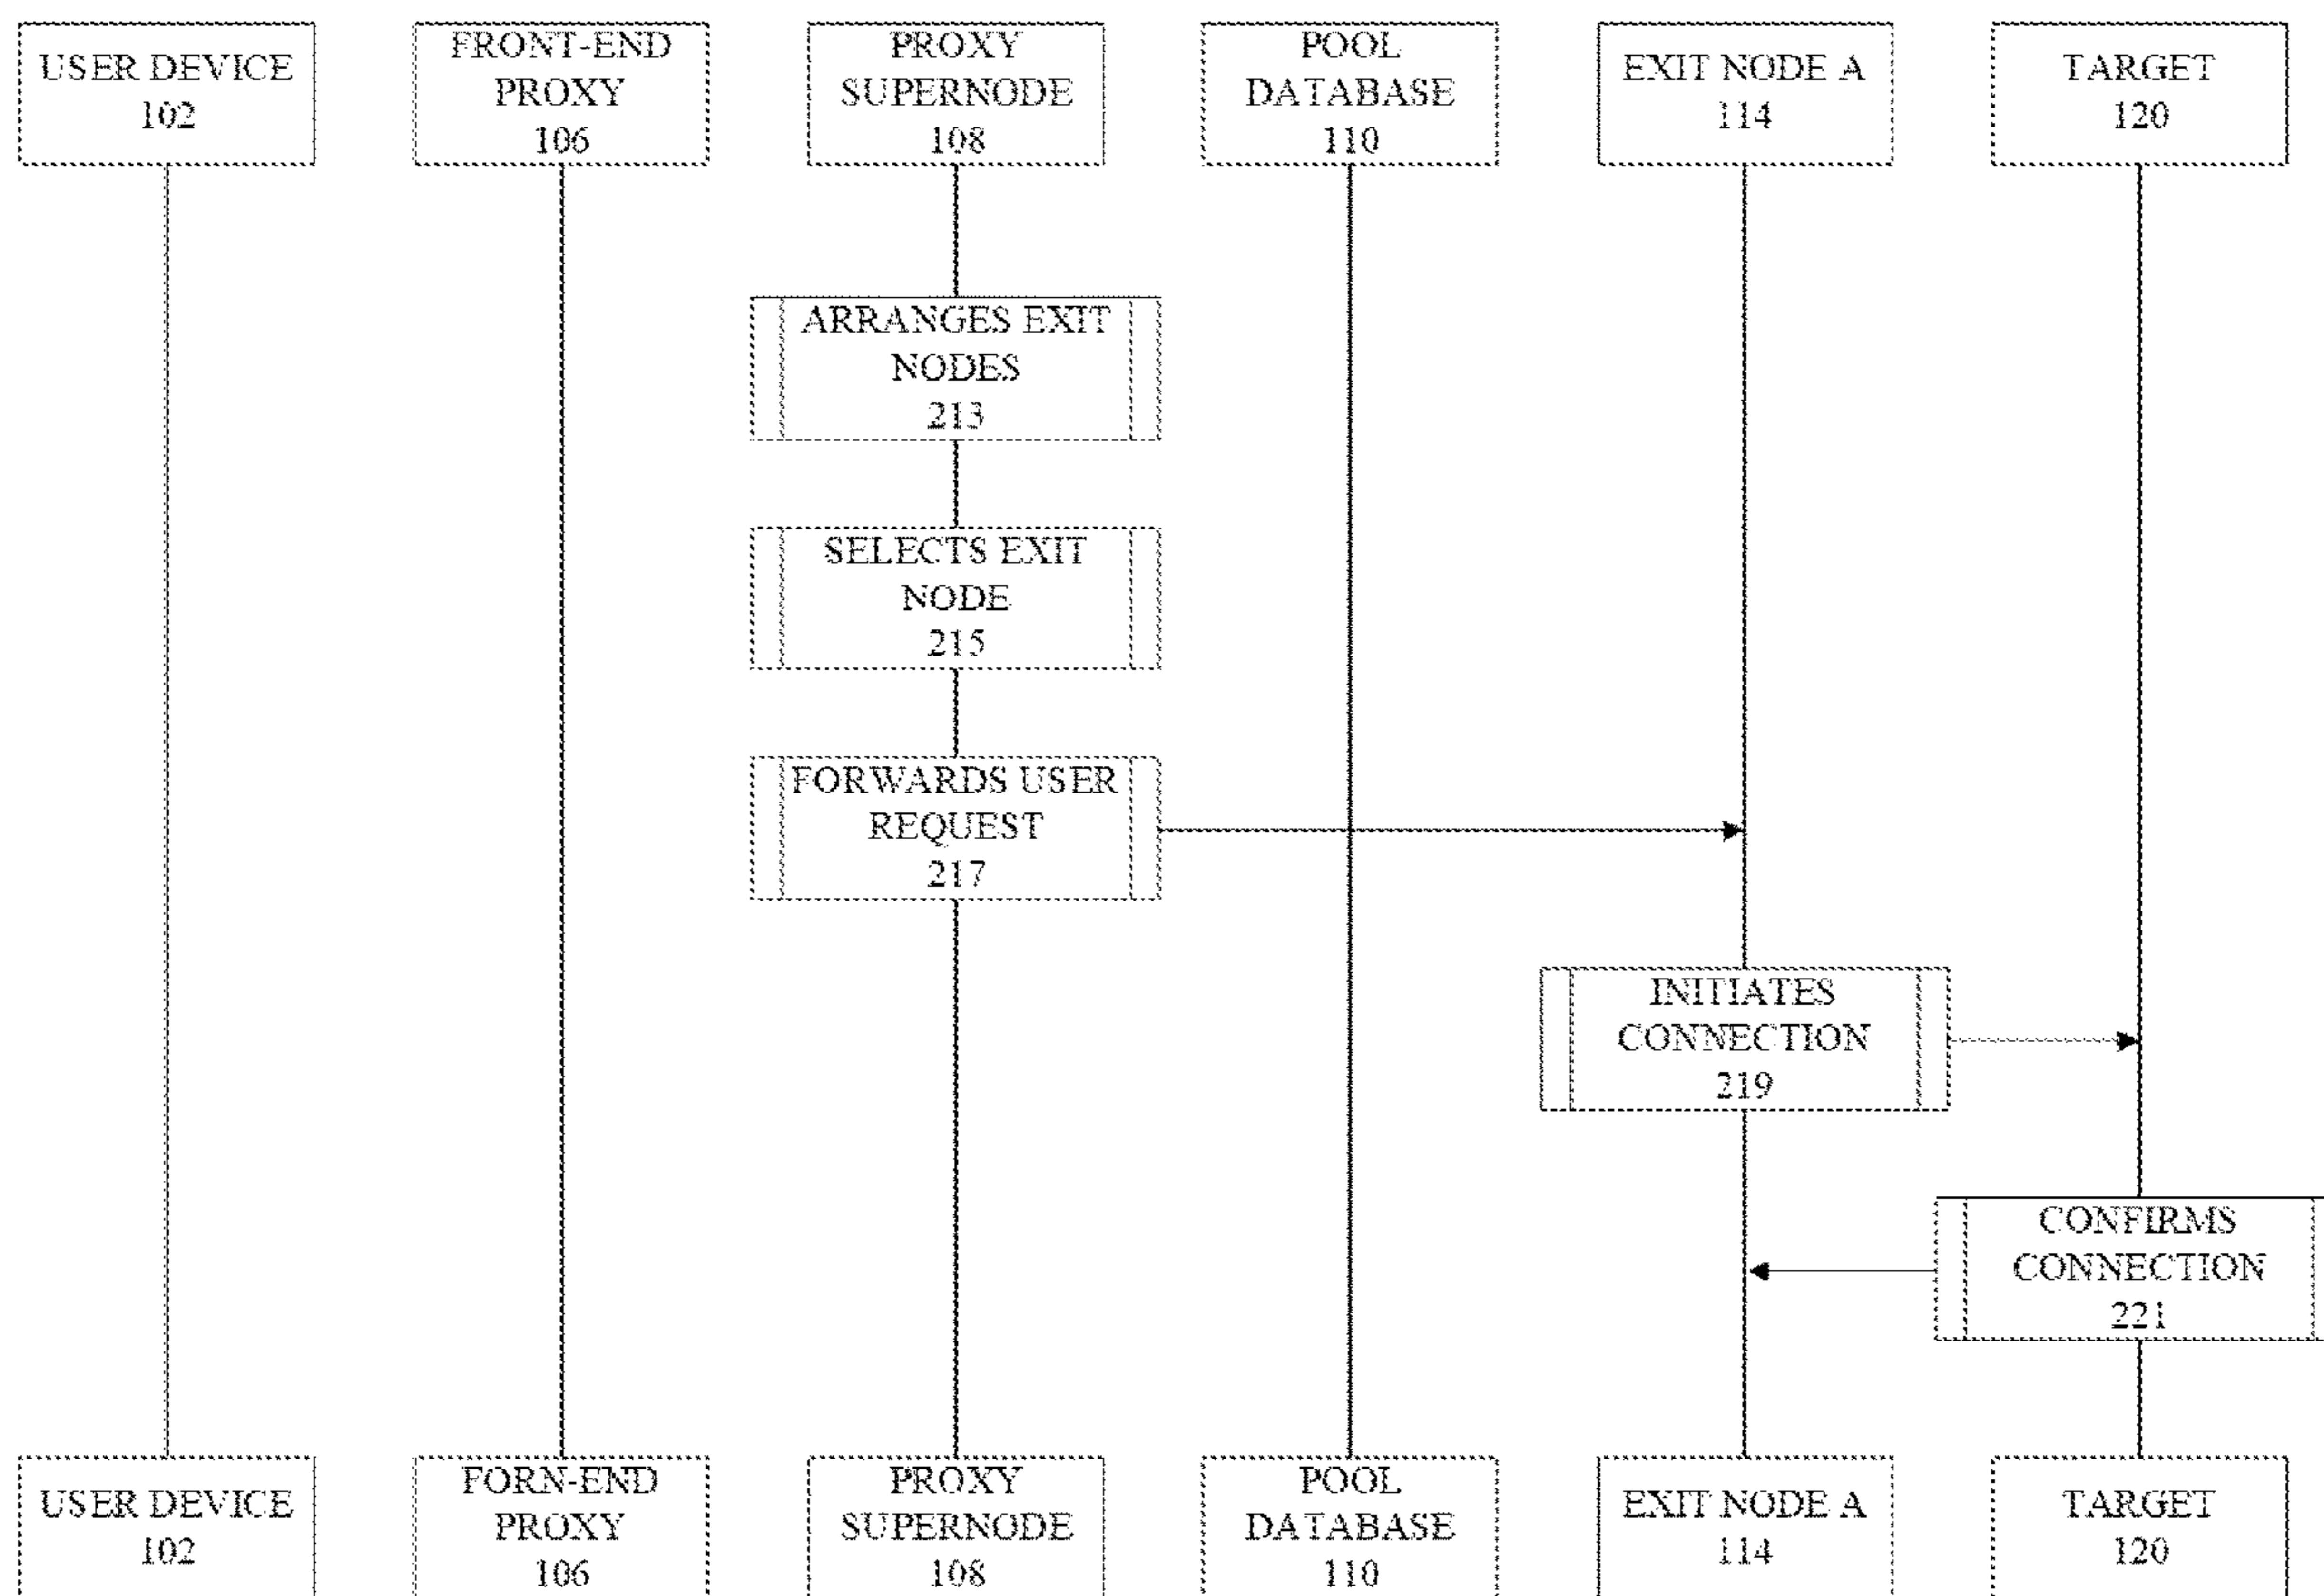 USER DEVICE
102
FRONT-END
PROXY
106
PROXY
SUPERNODE
108
POOL
DATABASE
110
EXIT NODE A
114
TARGET
120
ARRANGES EXIT
NODES
213
SELECTS EXIT
NODE
215
FORWARDS USER
REQUEST
217
INITIATES
CONNECTION
219
CONFIRMS
CONNECTION
221
USER DEVICE
102
FORN-END
PROXY
106
PROXY
SUPERNODE
108
POOL
DATABASE
110
EXIT NODE A
114
TARGET
120